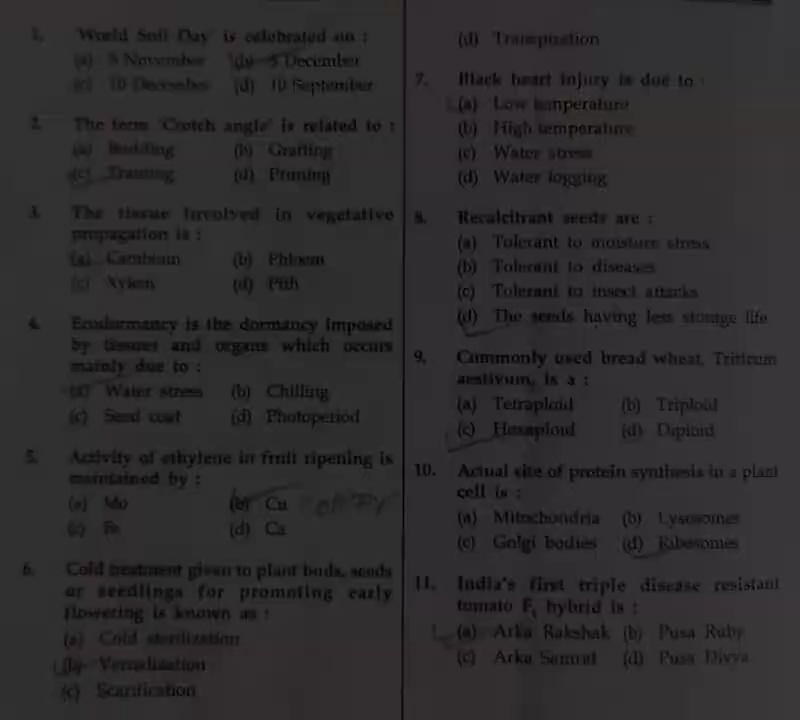 1. 'World Soil Day' is celebrated on :
(a) 5 November (b) 5 December
(c) 10 December (d) 10 September
2. The term 'Crotch angle' is related to :
(a) Budding (b) Grafting
(c) Training (d) Pruning
3. The tissue involved in vegetative
propagation is :
(a) Cambium (b) Phloem
(c) Xylem (d) Pith
4. Ecodormancy is the dormancy imposed
by tissues and organs which occurs
mainly due to :
(a) Water stress (b) Chilling
(c) Seed coat (d) Photoperiod
5. Activity of ethylene in fruit ripening is
maintained by :
(a) Mo (b) Cu
(c) Fe (d) Ca
6. Cold treatment given to plant buds, seeds
or seedlings for promoting early
flowering is known as :
(a) Cold sterilization
(b) Vernalization
(c) Scarification
(d) Transpiration
7. Black heart injury is due to :
(a) Low temperature
(b) High temperature
(c) Water stress
(d) Water logging
8. Recalcitrant seeds are :
(a) Tolerant to moisture stress
(b) Tolerant to diseases
(c) Tolerant to insect attacks
(d) The seeds having less storage life
9. Commonly used bread wheat, Triticum
aestivum, is a :
(a) Tetraploid (b) Triploid
(c) Hexaploid (d) Diploid
10. Actual site of protein synthesis in a plant
cell is :
(a) Mitochondria (b) Lysosomes
(c) Golgi bodies (d) Ribosomes
11. India's first triple disease resistant
tomato F₁ hybrid is :
(a) Arka Rakshak (b) Pusa Ruby
(c) Arka Samrat (d) Pusa Divya